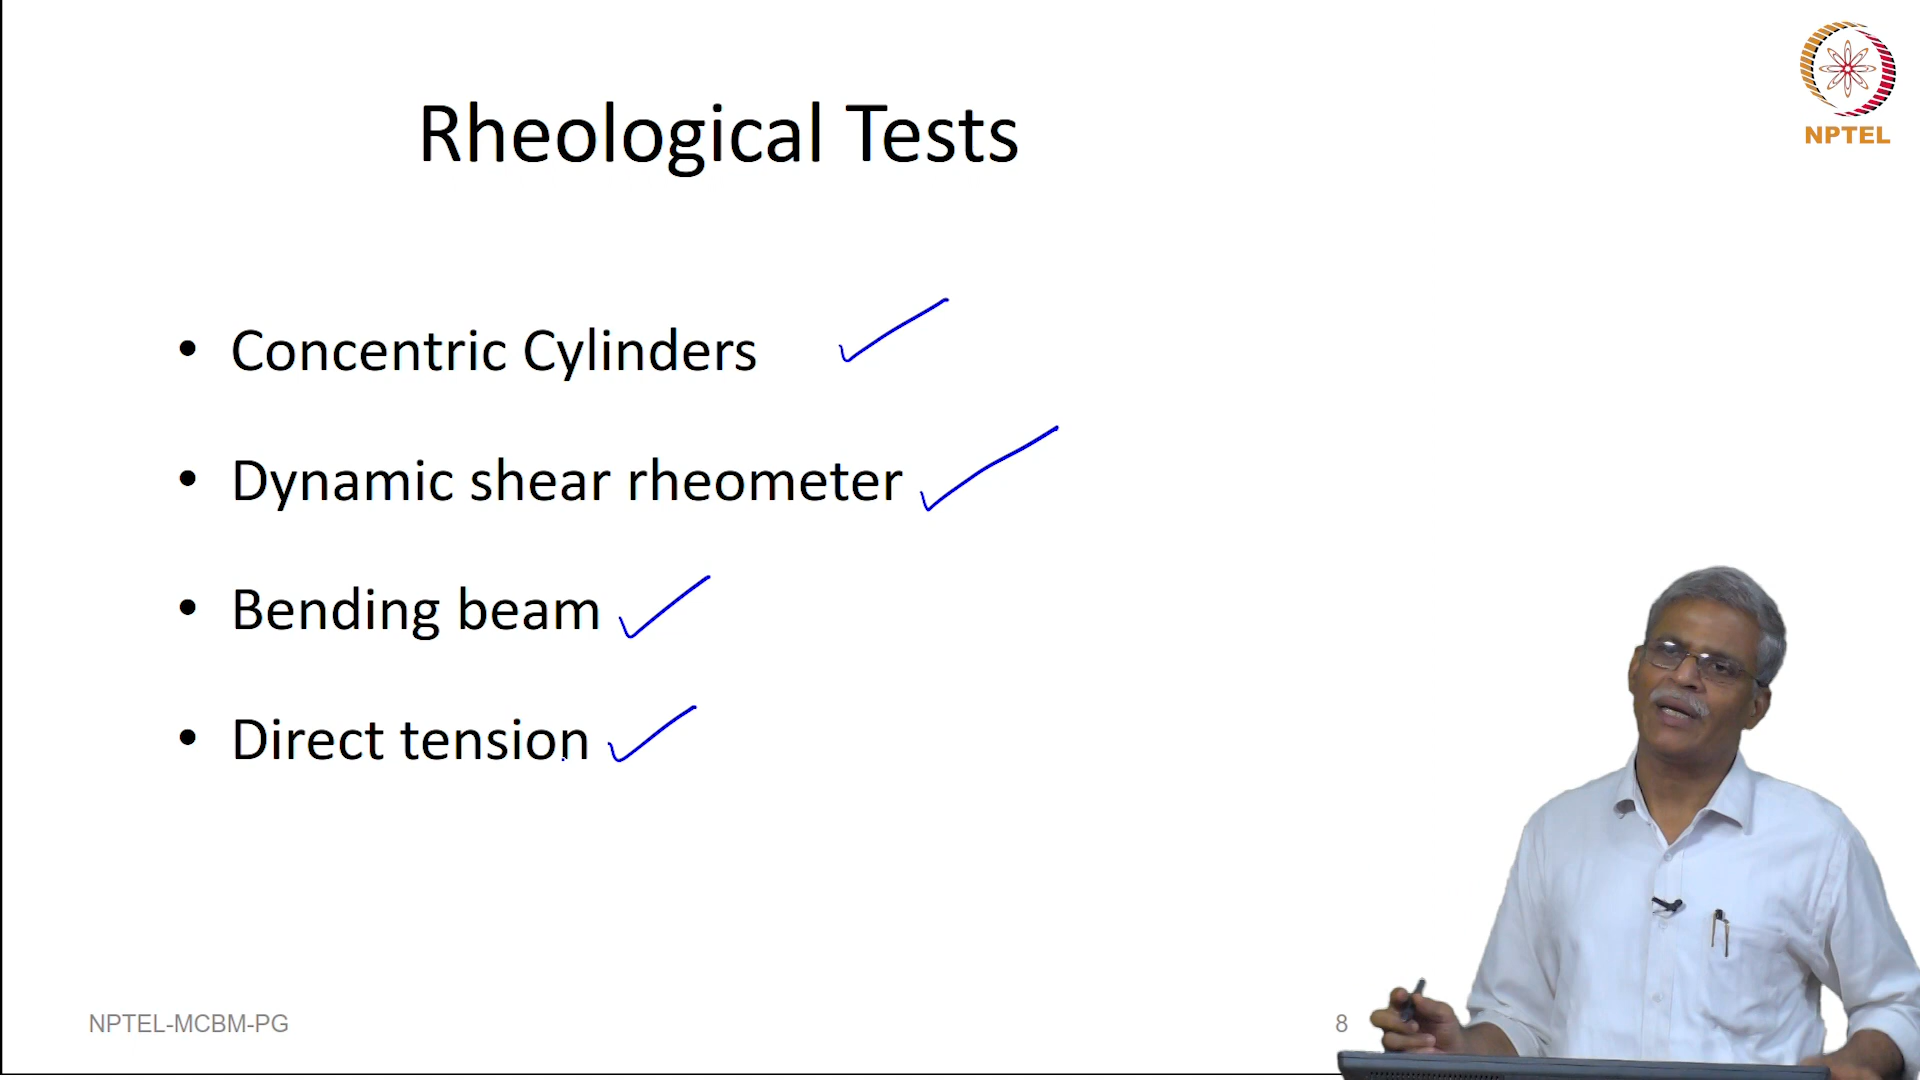 NPTEL
Rheological Tests
• Concentric Cylinders
• Dynamic shear rheometer
• Bending beam
• Direct tension
NPTEL-MCBM-PG
8